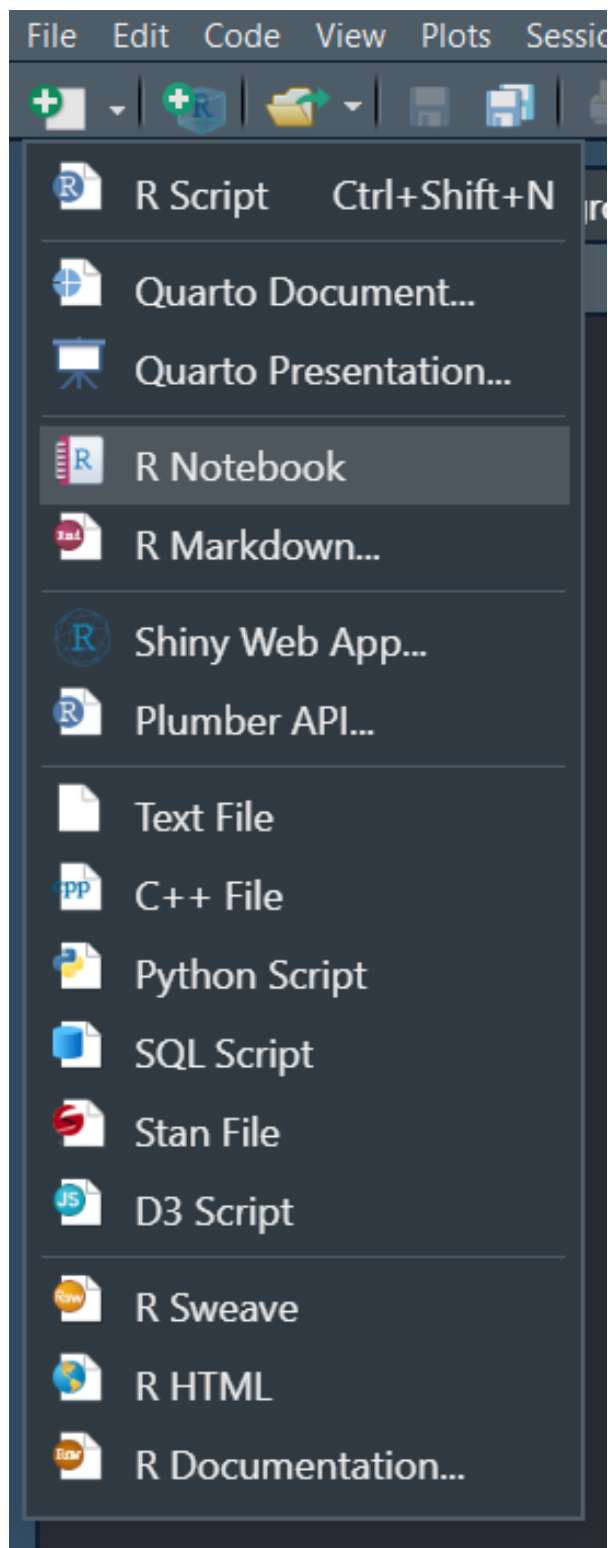 File Edit Code View Plots
R Script Ctrl+Shift+N
Quarto Document...
Quarto Presentation...
R Notebook
R Markdown...
Shiny Web App...
Plumber API...
Text File
C++ File
Python Script
SQL Script
Stan File
D3 Script
R Sweave
R HTML
R Documentation...